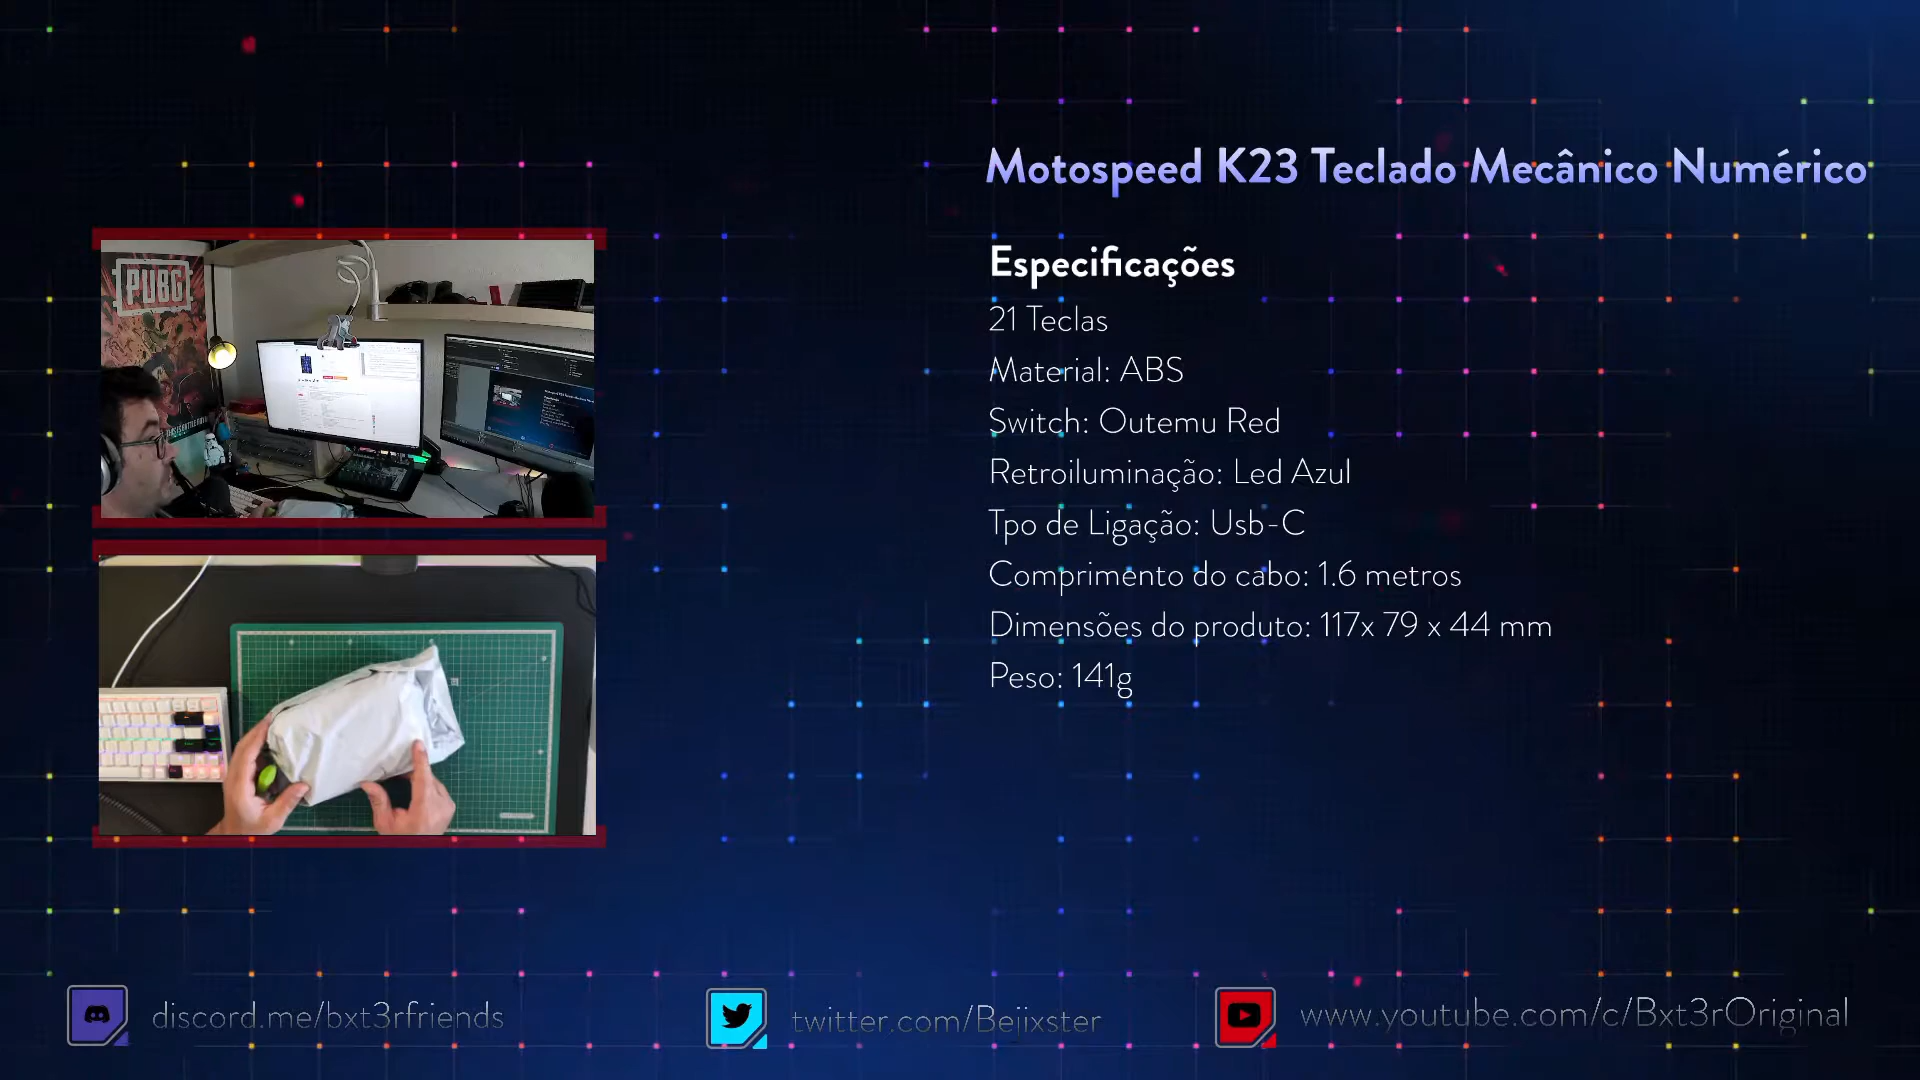 Motospeed K23 Teclado Mecânico Numérico
Especificações
21 Teclas
Material: ABS
Switch: Outemu Red
Retroiluminação: Led Azul
Tpo de Ligação: Usb-C
Comprimento do cabo: 1.6 metros
Dimensões do produto: 117x 79 x 44 mm
Peso: 141g
PUBG
discord.me/bxt3rfriends
twitter.com/Bejixster
www.youtube.com/c/Bxt3rOriginal